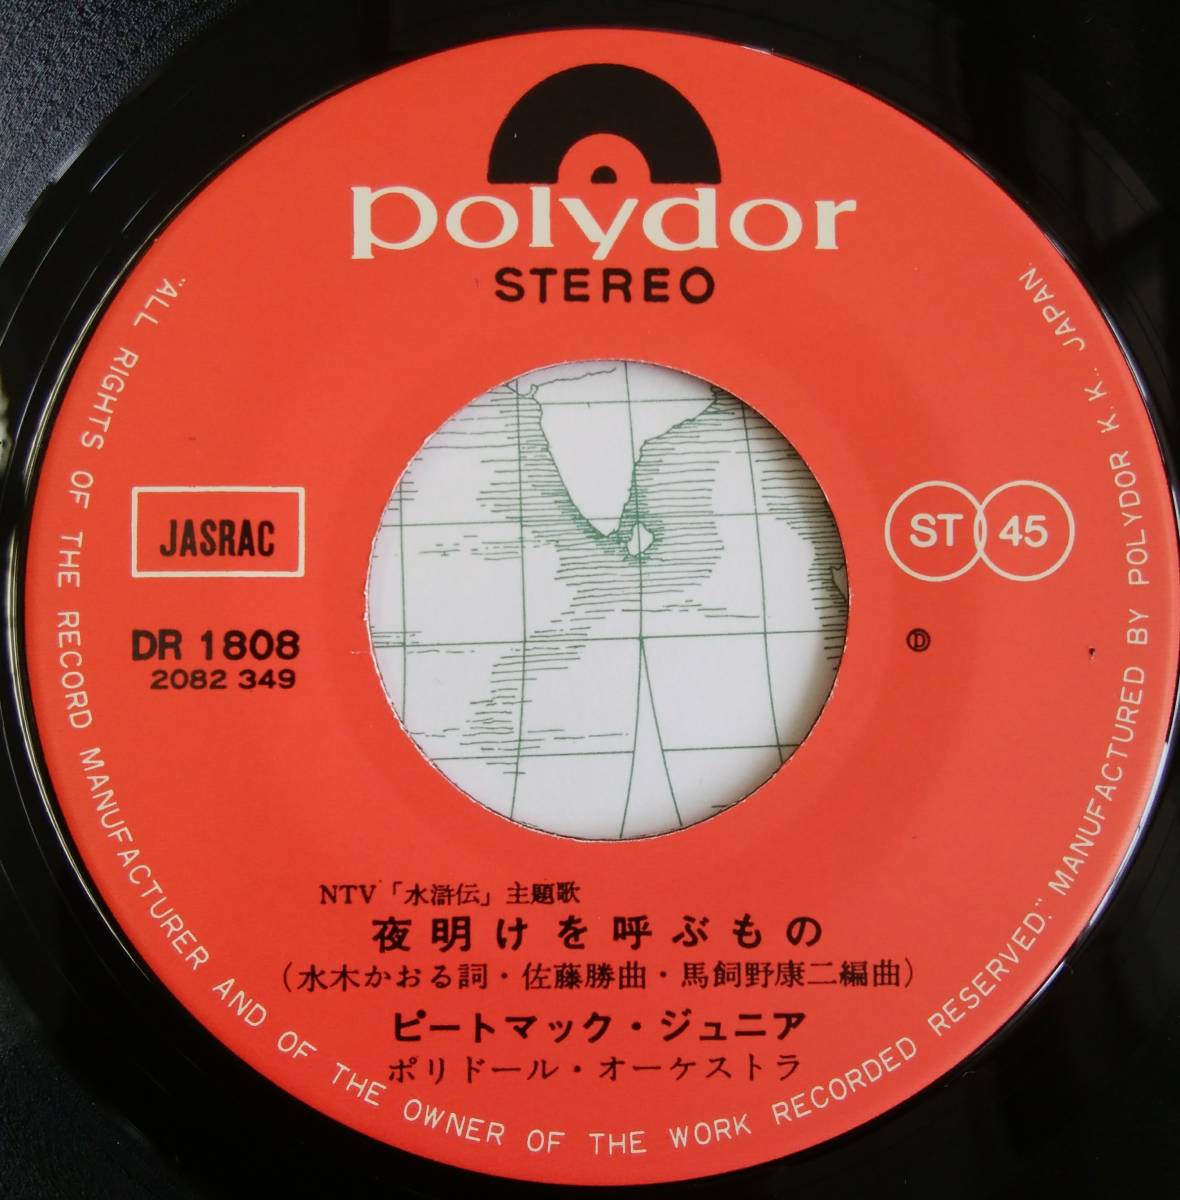 polydor
STEREO
JASRAC
ST 45
DR 1808
2082 349
Ⓓ
NTV「水滸伝」主題歌
夜明けを呼ぶもの
(水木かおる詞・佐藤勝曲・馬飼野康二編曲)
ピートマック・ジュニア
ポリドール・オーケストラ
"ALL RIGHTS OF THE RECORD MANUFACTURER AND OF THE OWNER OF THE WORK RECORDED RESERVED." MANUFACTURED BY POLYDOR K. K., JAPAN